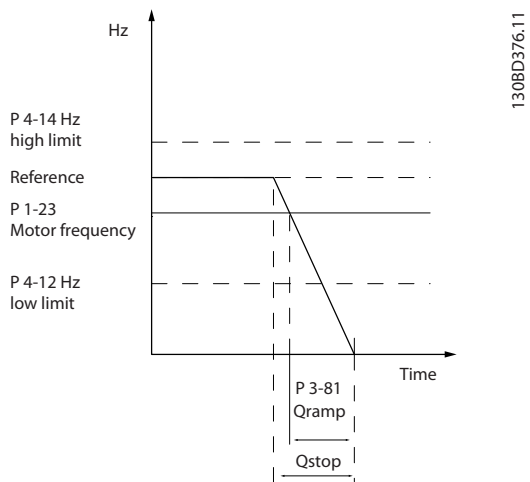 Hz
130BD376.11
P 4-14 Hz
high limit
Reference
P 1-23
Motor frequency
P 4-12 Hz
low limit
Time
P 3-81
Qramp
Qstop